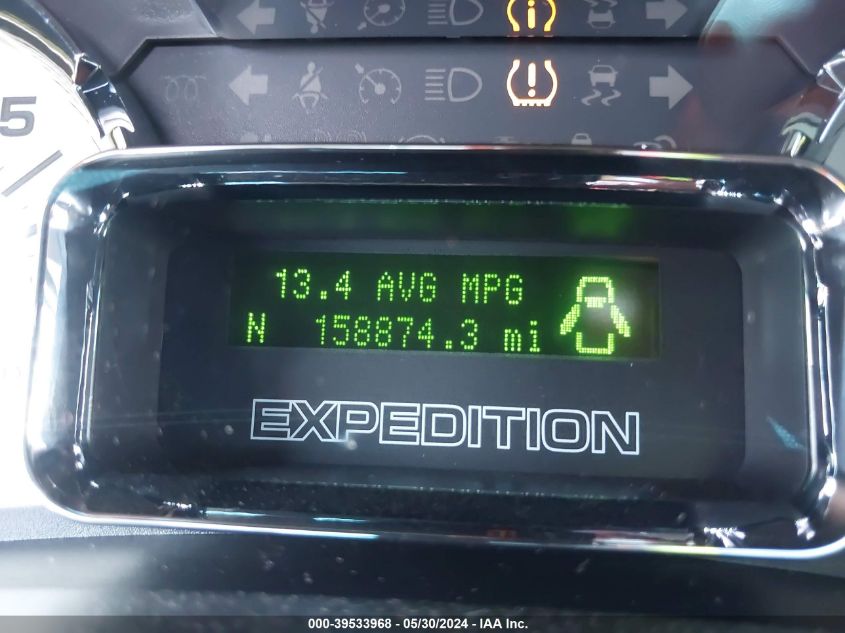 5
13.4 AVG MPG
N 158874.3 mi
EXPEDITION
000-39533968 - 05/30/2024 - IAA Inc.